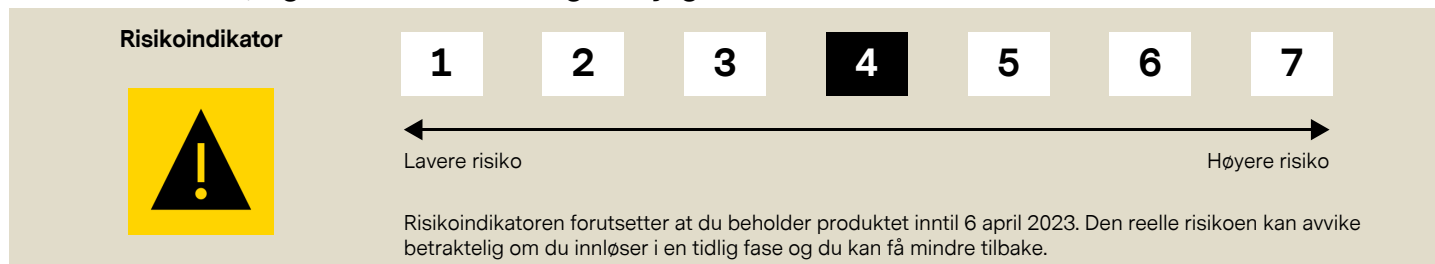 Risikoindikator
1 2 3 4 5 6 7
Lavere risiko Høyere risiko
Risikoindikatoren forutsetter at du beholder produktet inntil 6 april 2023. Den reelle risikoen kan avvike
betraktelig om du innløser i en tidlig fase og du kan få mindre tilbake.